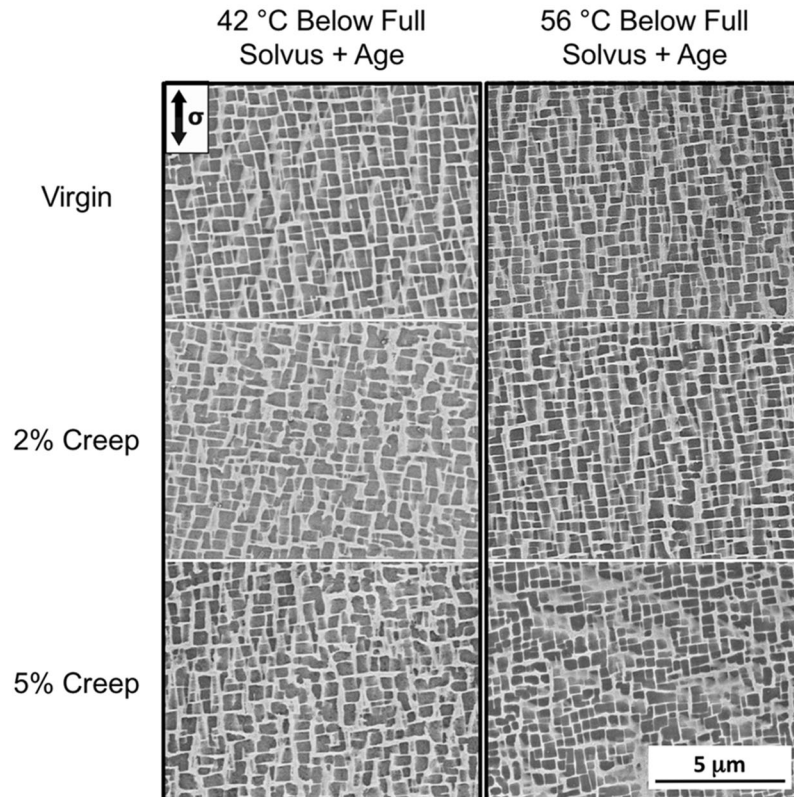 42 °C Below Full
Solvus + Age
56 °C Below Full
Solvus + Age
σ
Virgin
2% Creep
5% Creep
5 μm